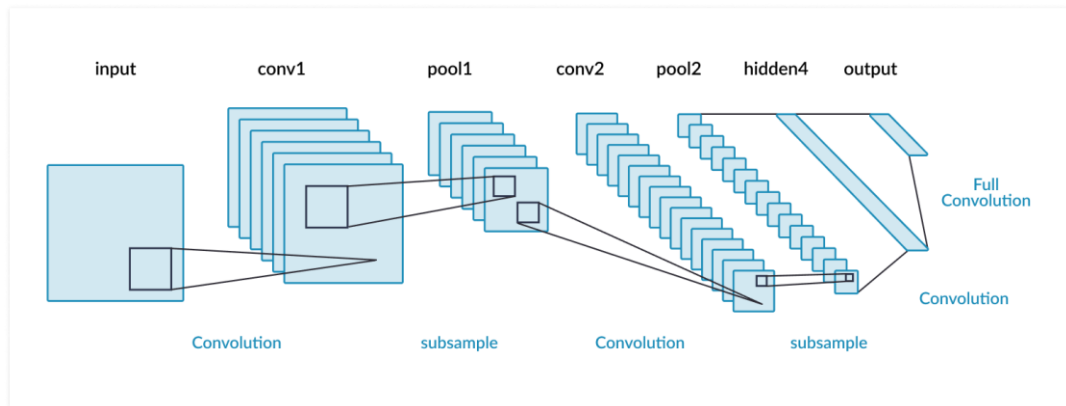 input conv1 pool1 conv2 pool2 hidden4 output
Full
Convolution
Convolution
Convolution subsample Convolution subsample